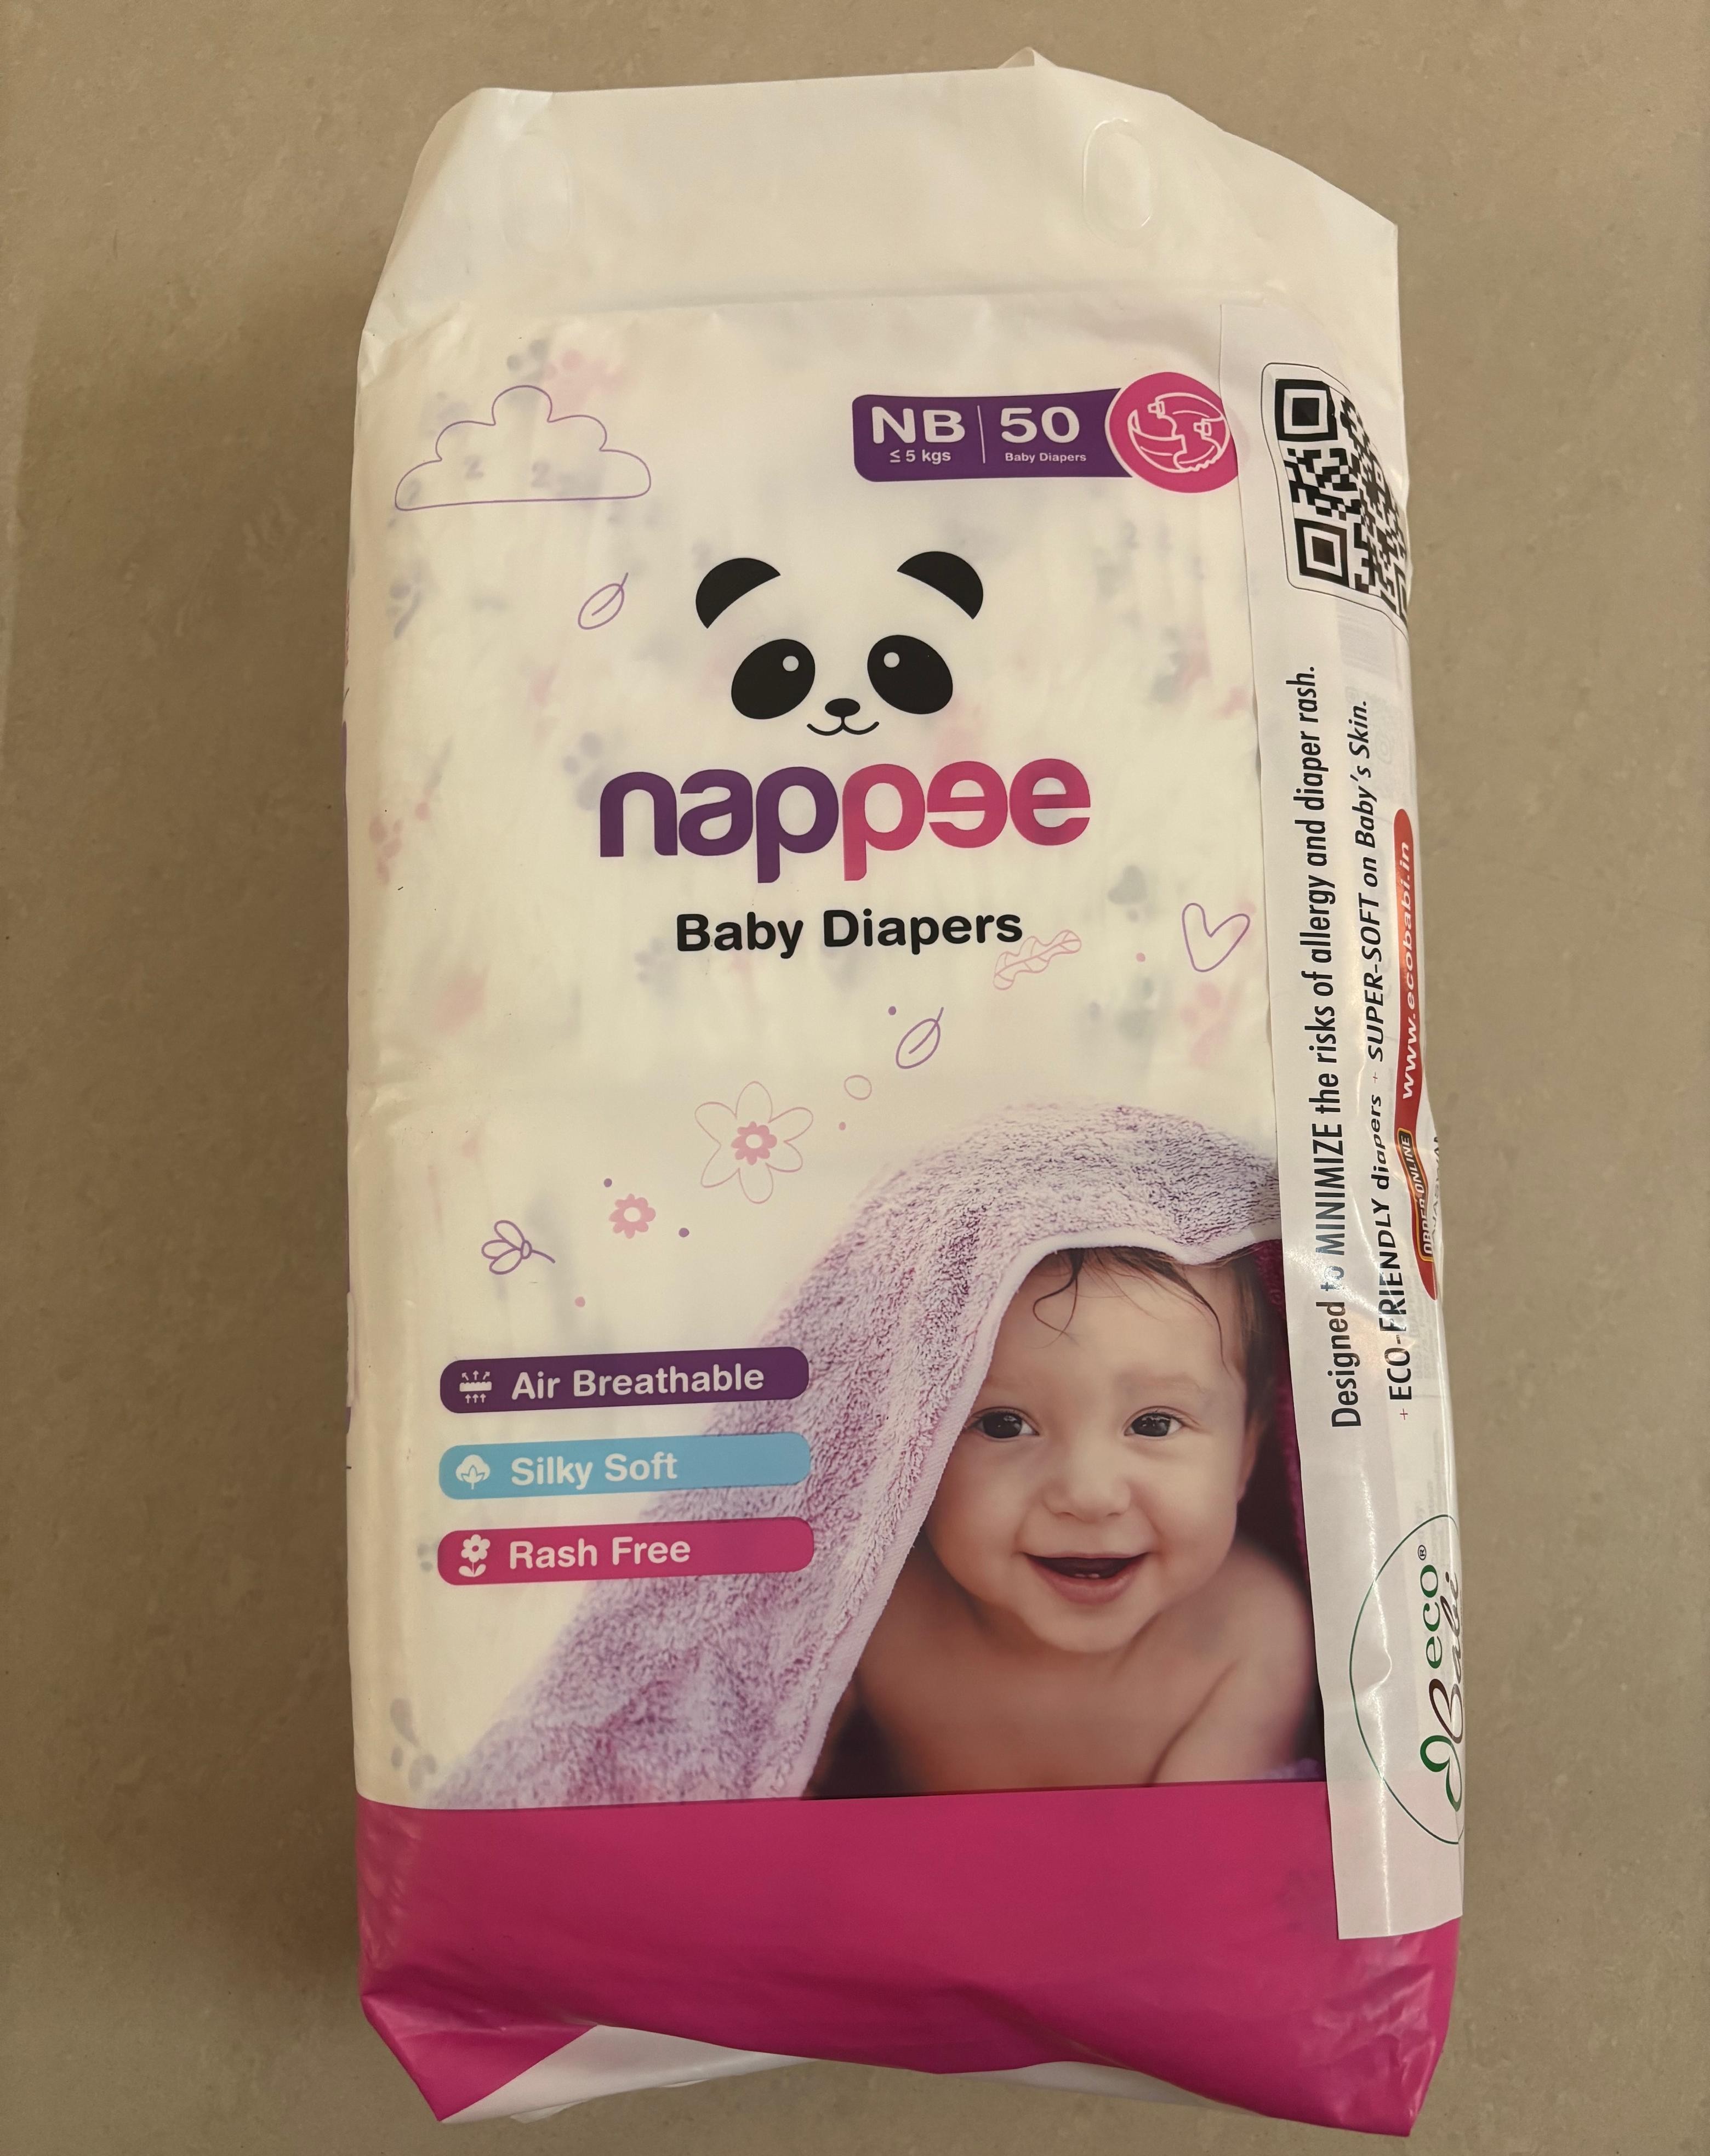 NB 50
≤ 5 kgs Baby Diapers
nappee
Baby Diapers
Air Breathable
Silky Soft
Rash Free
Designed to MINIMIZE the risks of allergy and diaper rash.
+ ECO-FRIENDLY diapers + SUPER-SOFT on Baby's Skin.
ORDER ONLINE www.ecobabi.in
eco®
Babi